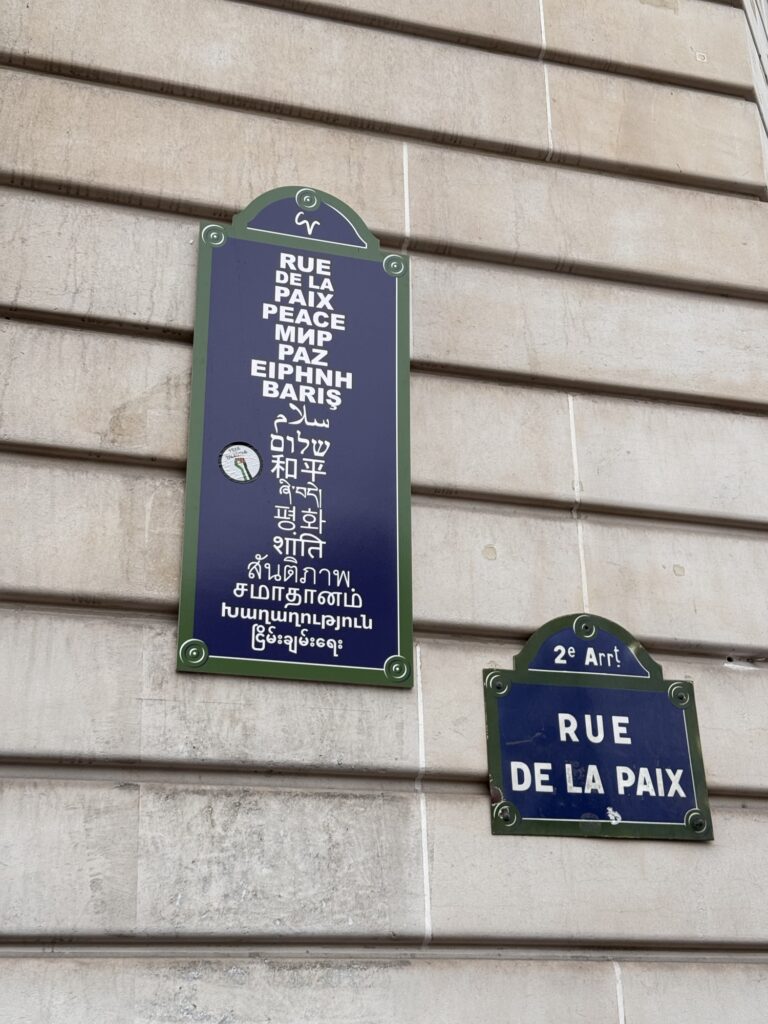 RUE
DE LA
PAIX
PEACE
МИР
PAZ
ΕΙΡΗΝΗ
BARIŞ
سلام
שלום
和平
ཞི་བདེ།
평화
शांति
สันติภาพ
சமாதானம்
Խաղաղություն
ငြိမ်းချမ်းရေး
2e Arrt
RUE
DE LA PAIX